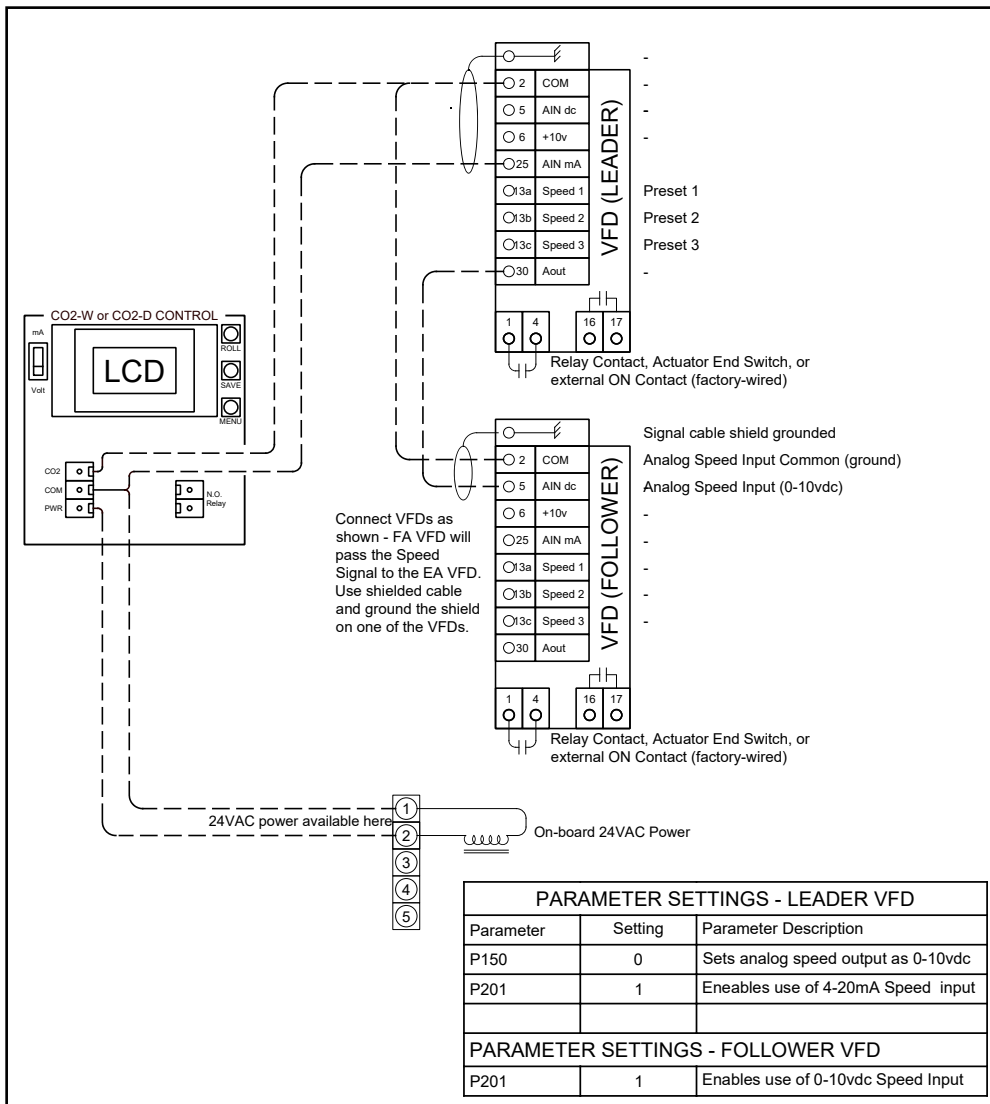 -
2 COM -
5 AIN dc -
6 +10v -
25 AIN mA -
13a Speed 1 Preset 1
13b Speed 2 Preset 2
13c Speed 3 Preset 3
30 Aout -
VFD (LEADER)
1 4 16 17
Relay Contact, Actuator End Switch, or
external ON Contact (factory-wired)
CO2-W or CO2-D CONTROL
mA
Volt
LCD
ROLL
SAVE
MENU
CO2
COM
PWR
N.O.
Relay
Signal cable shield grounded
2 COM Analog Speed Input Common (ground)
5 AIN dc Analog Speed Input (0-10vdc)
6 +10v -
25 AIN mA -
13a Speed 1 -
13b Speed 2 -
13c Speed 3 -
30 Aout
VFD (FOLLOWER)
1 4 16 17
Relay Contact, Actuator End Switch, or
external ON Contact (factory-wired)
Connect VFDs as
shown - FA VFD will
pass the Speed
Signal to the EA VFD.
Use shielded cable
and ground the shield
on one of the VFDs.
24VAC power available here
1
2
3
4
5
On-board 24VAC Power
PARAMETER SETTINGS - LEADER VFD
Parameter Setting Parameter Description
P150 0 Sets analog speed output as 0-10vdc
P201 1 Eneables use of 4-20mA Speed input
PARAMETER SETTINGS - FOLLOWER VFD
P201 1 Enables use of 0-10vdc Speed Input